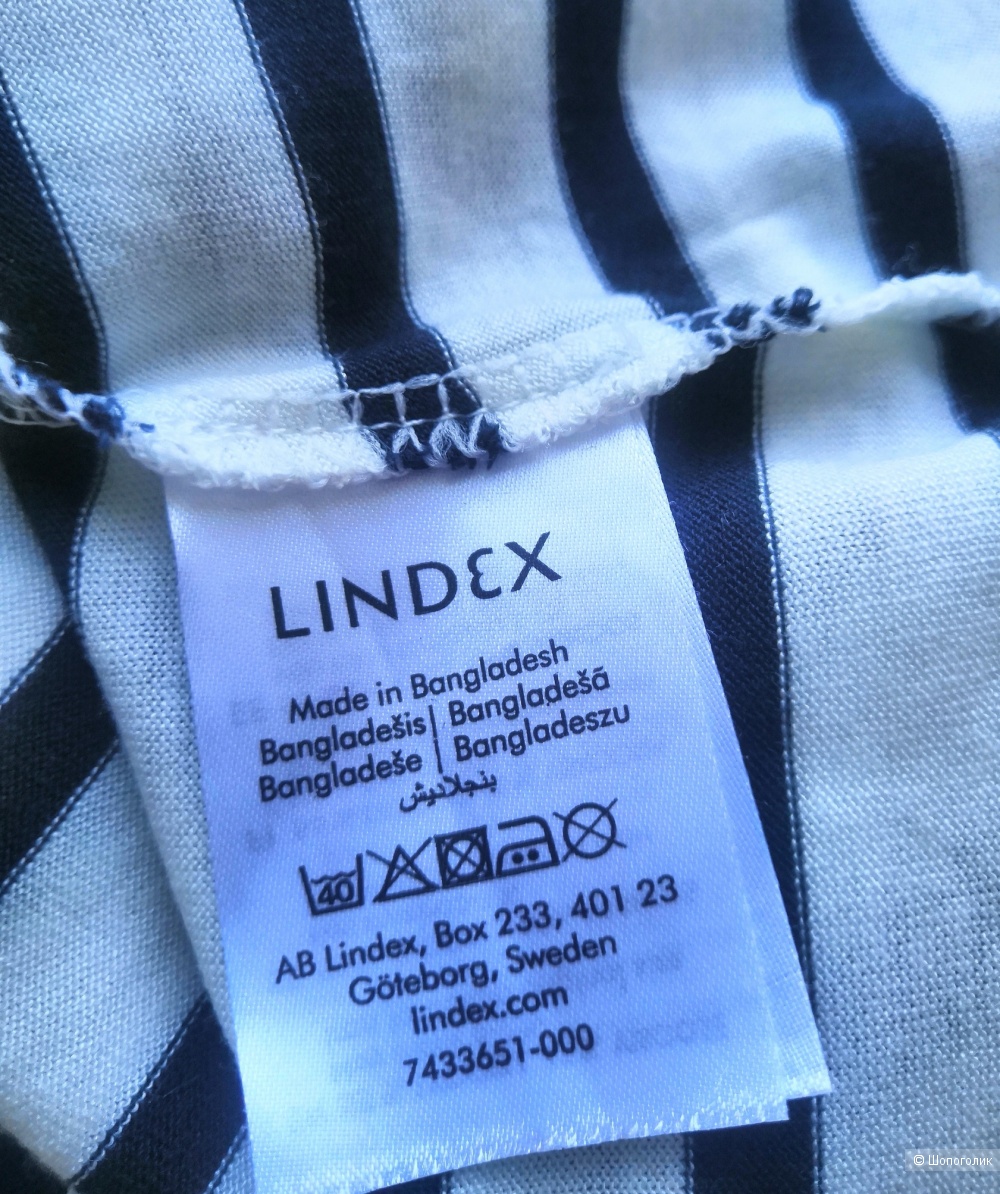 LINDEX
Made in Bangladesh
Bangladešis | Bangladešā
Bangladeše | Bangladeszu
بنجلاديش
40
AB Lindex, Box 233, 401 23
Göteborg, Sweden
lindex.com
7433651-000
© Шопоголик